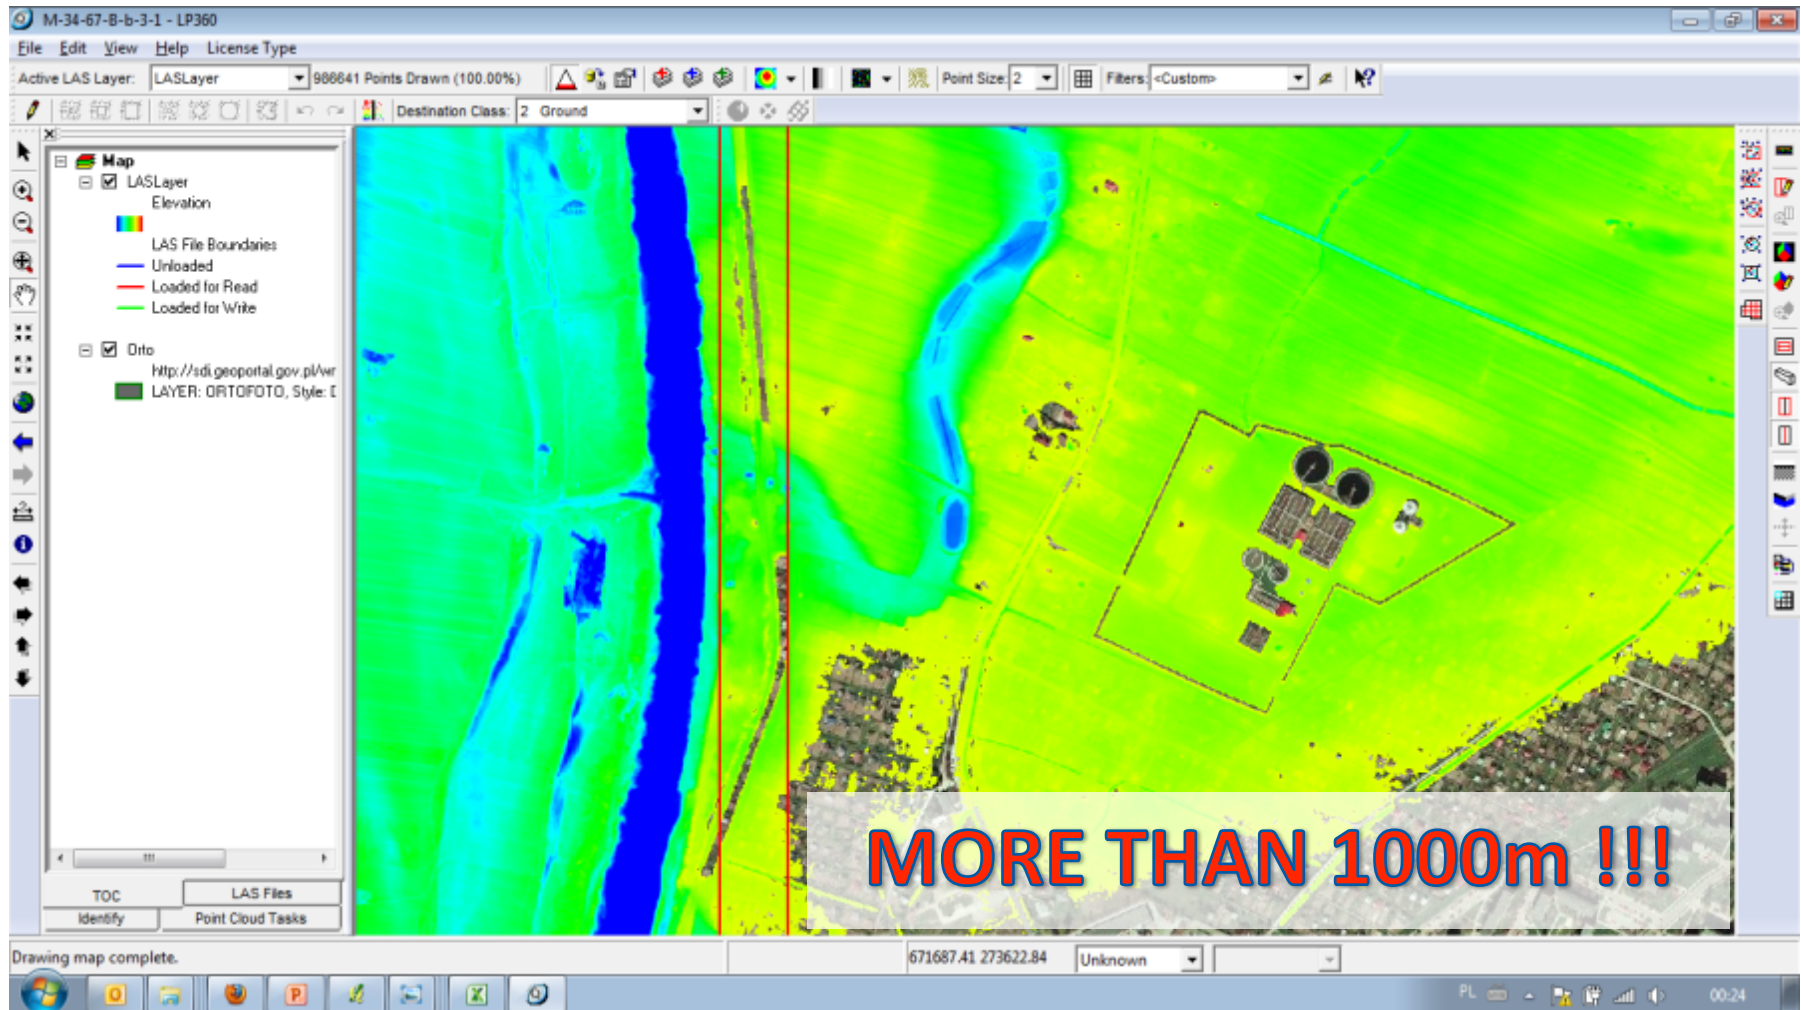 M-34-67-B-b-3-1 - LP360
File Edit View Help License Type
Active LAS Layer: LASLayer 986641 Points Drawn (100.00%) Point Size: 2 Filters: <Custom>
Destination Class: 2 Ground
Map
LASLayer
Elevation
LAS File Boundaries
Unloaded
Loaded for Read
Loaded for Write
Orto
http://sdi.geoportal.gov.pl/wr
LAYER: ORTOFOTO, Style: D
MORE THAN 1000m !!!
TOC LAS Files
Identify Point Cloud Tasks
Drawing map complete. 671687.41 273622.84 Unknown
PL 00:24